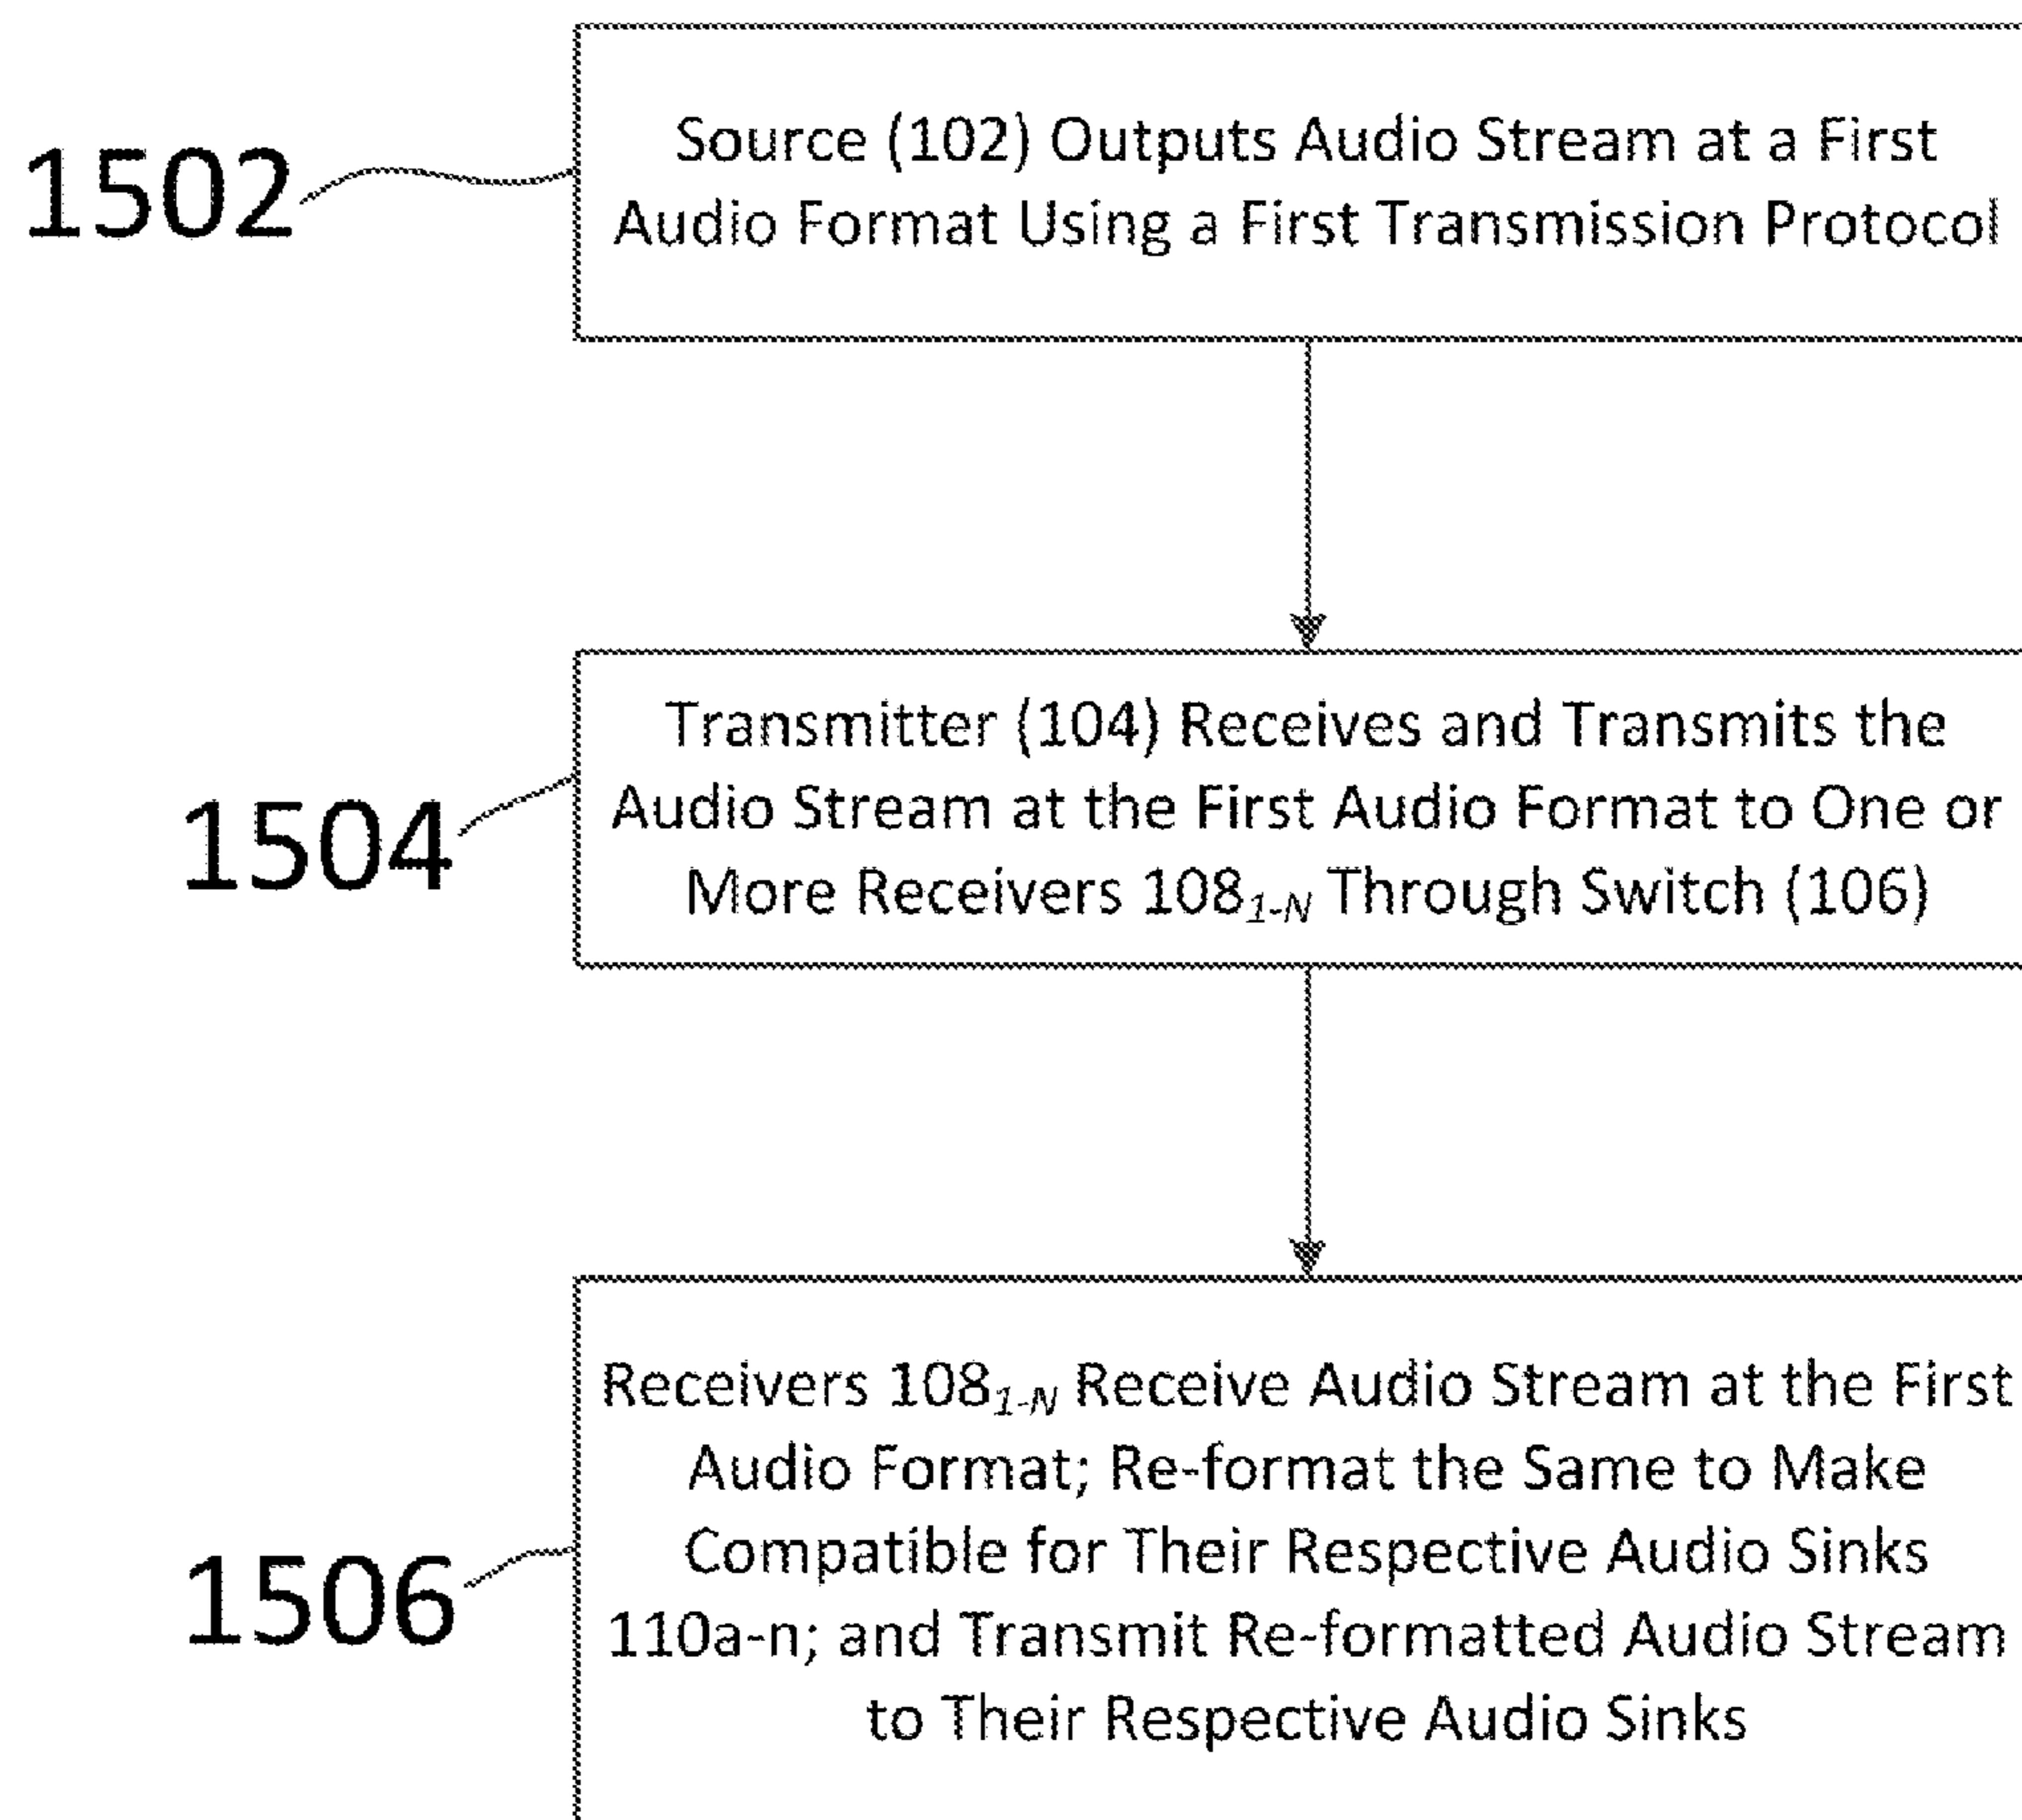 1502
Source (102) Outputs Audio Stream at a First
Audio Format Using a First Transmission Protocol
1504
Transmitter (104) Receives and Transmits the
Audio Stream at the First Audio Format to One or
More Receivers 108₁₋N Through Switch (106)
1506
Receivers 108₁₋N Receive Audio Stream at the First
Audio Format; Re-format the Same to Make
Compatible for Their Respective Audio Sinks
110a-n; and Transmit Re-formatted Audio Stream
to Their Respective Audio Sinks